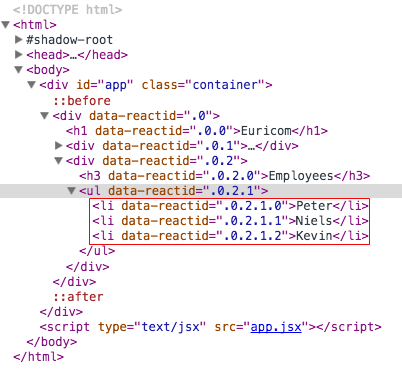 <!DOCTYPE html>
▼<html>
▶#shadow-root
▶<head>…</head>
▼<body>
▼<div id="app" class="container">
::before
▼<div data-reactid=".0">
<h1 data-reactid=".0.0">Euricom</h1>
▶<div data-reactid=".0.1">…</div>
▼<div data-reactid=".0.2">
<h3 data-reactid=".0.2.0">Employees</h3>
▼<ul data-reactid=".0.2.1">
<li data-reactid=".0.2.1.0">Peter</li>
<li data-reactid=".0.2.1.1">Niels</li>
<li data-reactid=".0.2.1.2">Kevin</li>
</ul>
</div>
</div>
::after
</div>
<script type="text/jsx" src="app.jsx"></script>
</body>
</html>